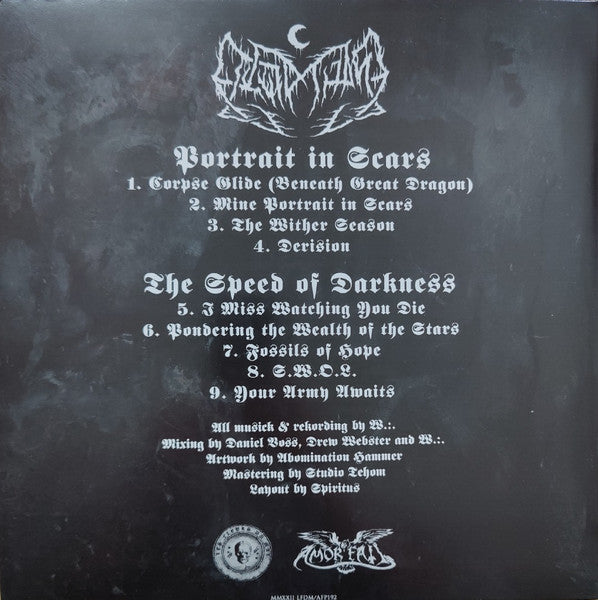 Portrait in Scars
1. Corpse Glide (Beneath Great Dragon)
2. Mine Portrait in Scars
3. The Wither Season
4. Derision
The Speed of Darkness
5. I Miss Watching You Die
6. Pondering the Wealth of the Stars
7. Fossils of Hope
8. S.W.O.L.
9. Your Army Awaits
All musick & rekording by W.:.
Mixing by Daniel Voss, Drew Webster and W.:.
Artwork by Abomination Hammer
Mastering by Studio Tehom
Layout by Spiritus
AMOR FATI
MMXXII LFDM/AFP192